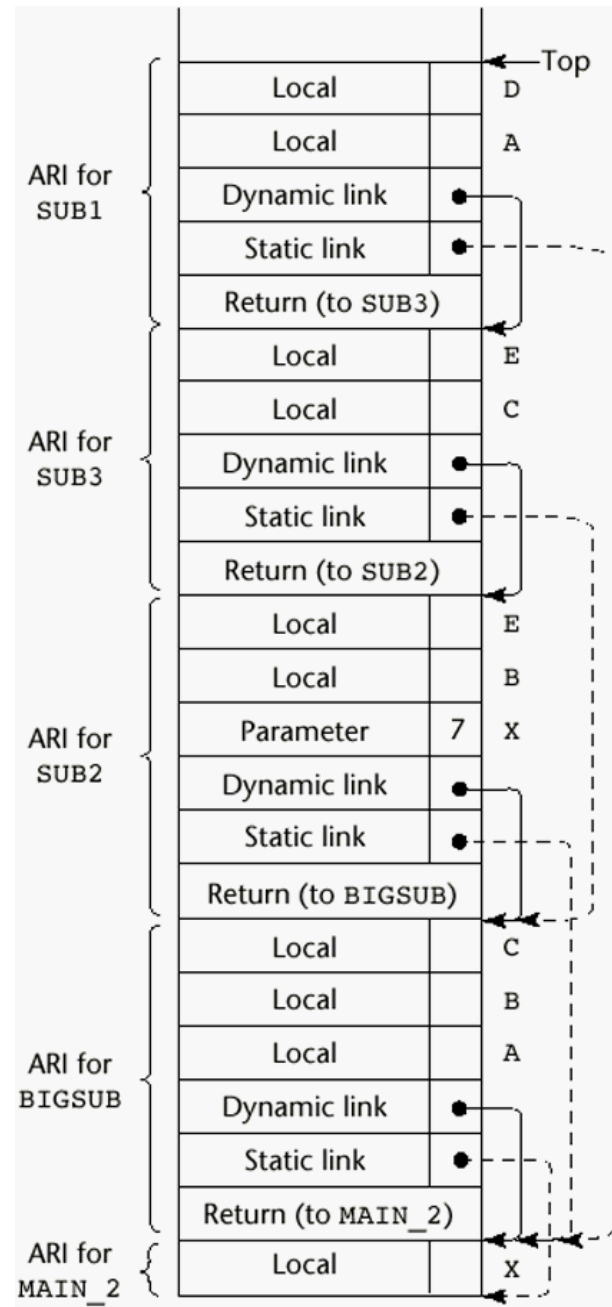 Top
Local D
Local A
ARI for
SUB1
Dynamic link
Static link
Return (to SUB3)
Local E
Local C
ARI for
SUB3
Dynamic link
Static link
Return (to SUB2)
Local E
Local B
ARI for
SUB2
Parameter 7 X
Dynamic link
Static link
Return (to BIGSUB)
Local C
Local B
Local A
ARI for
BIGSUB
Dynamic link
Static link
Return (to MAIN_2)
ARI for
MAIN_2
Local X